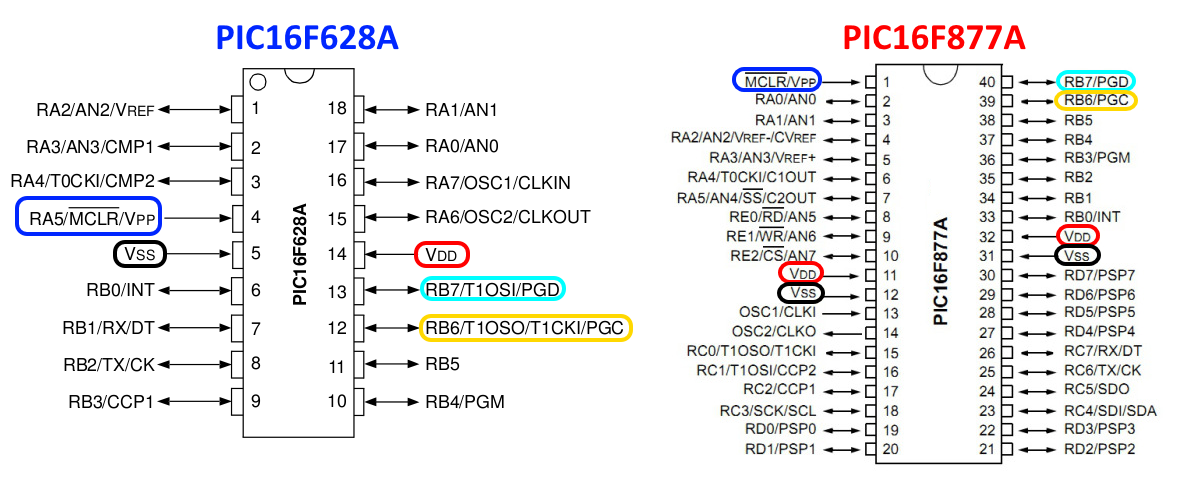 PIC16F628A
RA2/AN2/VREF 1 18 RA1/AN1
RA3/AN3/CMP1 2 17 RA0/AN0
RA4/T0CKI/CMP2 3 16 RA7/OSC1/CLKIN
RA5/MCLR/VPP 4 15 RA6/OSC2/CLKOUT
VSS 5 14 VDD
RB0/INT 6 13 RB7/T1OSI/PGD
RB1/RX/DT 7 12 RB6/T1OSO/T1CKI/PGC
RB2/TX/CK 8 11 RB5
RB3/CCP1 9 10 RB4/PGM
PIC16F628A
PIC16F877A
MCLR/VPP 1 40 RB7/PGD
RA0/AN0 2 39 RB6/PGC
RA1/AN1 3 38 RB5
RA2/AN2/VREF-/CVREF 4 37 RB4
RA3/AN3/VREF+ 5 36 RB3/PGM
RA4/T0CKI/C1OUT 6 35 RB2
RA5/AN4/SS/C2OUT 7 34 RB1
RE0/RD/AN5 8 33 RB0/INT
RE1/WR/AN6 9 32 VDD
RE2/CS/AN7 10 31 VSS
VDD 11 30 RD7/PSP7
VSS 12 29 RD6/PSP6
OSC1/CLKI 13 28 RD5/PSP5
OSC2/CLKO 14 27 RD4/PSP4
RC0/T1OSO/T1CKI 15 26 RC7/RX/DT
RC1/T1OSI/CCP2 16 25 RC6/TX/CK
RC2/CCP1 17 24 RC5/SDO
RC3/SCK/SCL 18 23 RC4/SDI/SDA
RD0/PSP0 19 22 RD3/PSP3
RD1/PSP1 20 21 RD2/PSP2
PIC16F877A